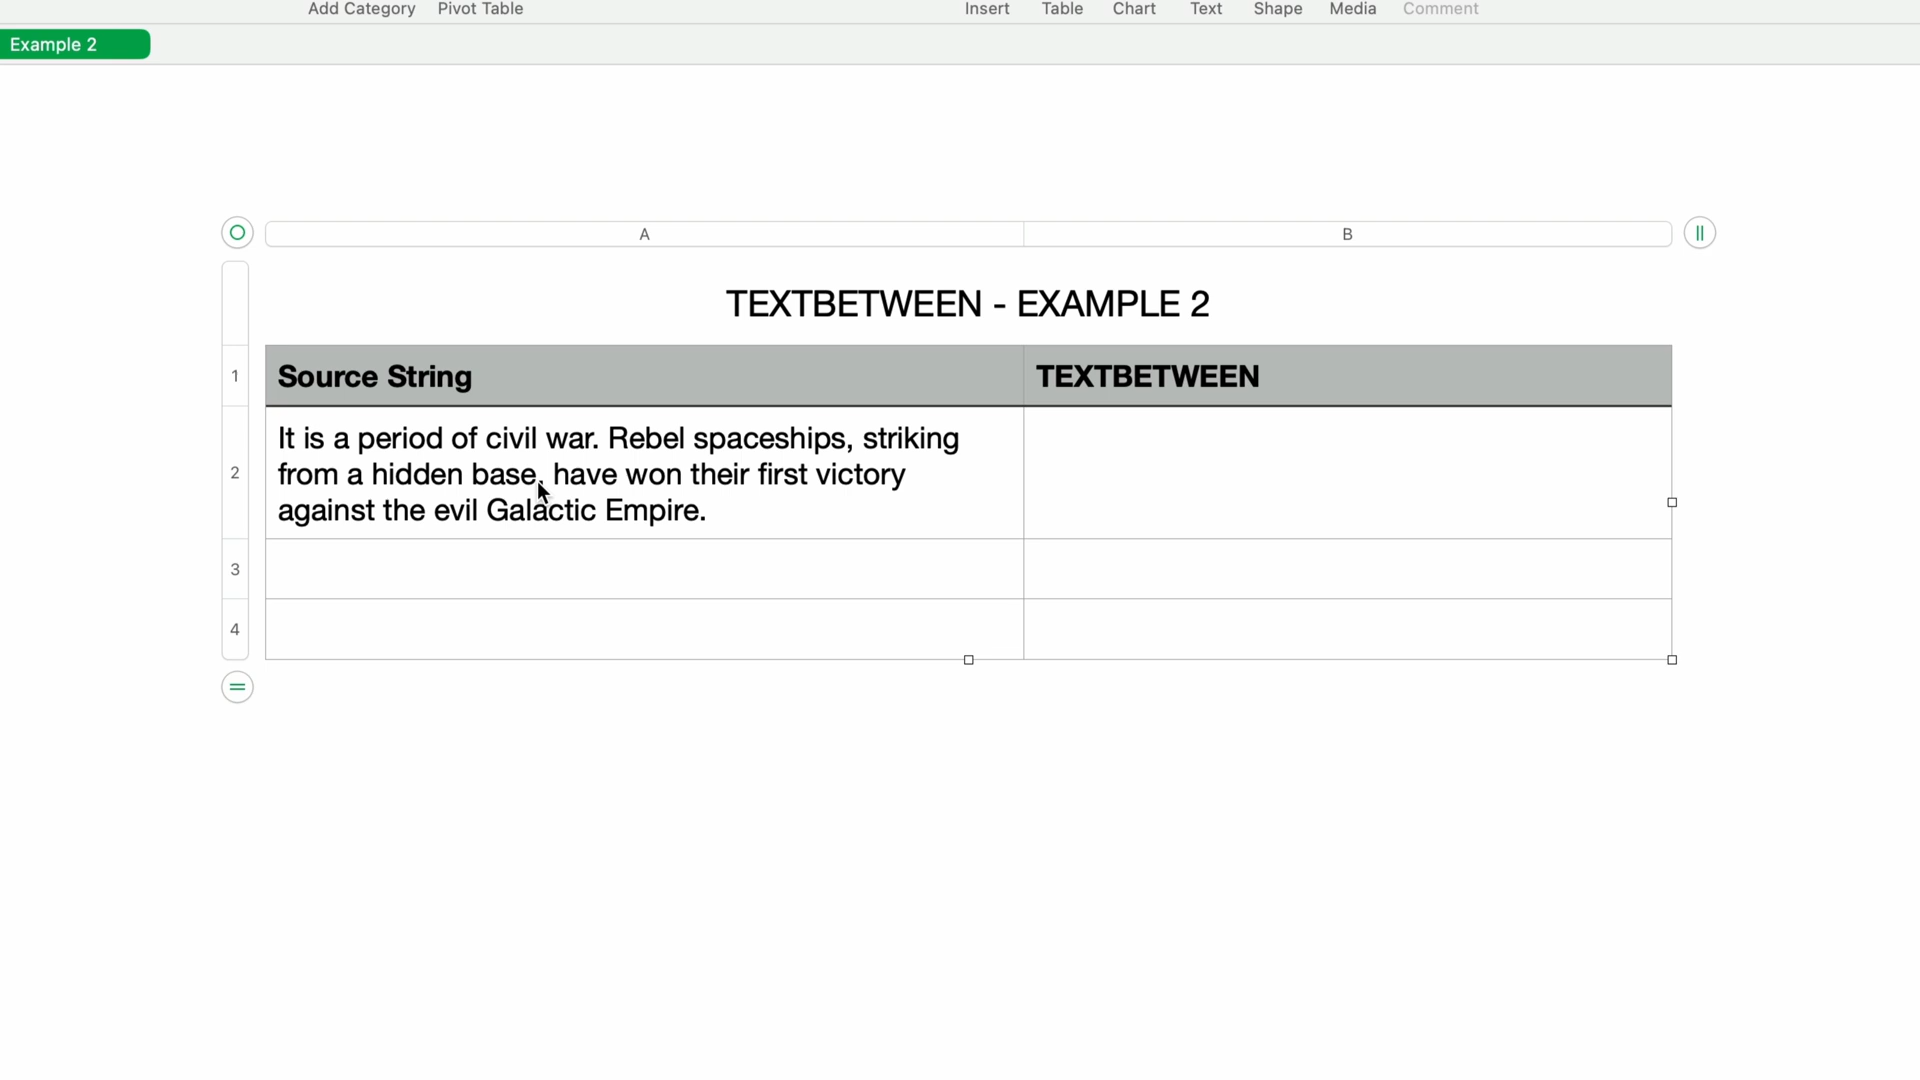 Add Category Pivot Table Insert Table Chart Text Shape Media Comment
Example 2
A B
TEXTBETWEEN - EXAMPLE 2
1 Source String TEXTBETWEEN
It is a period of civil war. Rebel spaceships, striking
2 from a hidden base, have won their first victory
against the evil Galactic Empire.
3
4